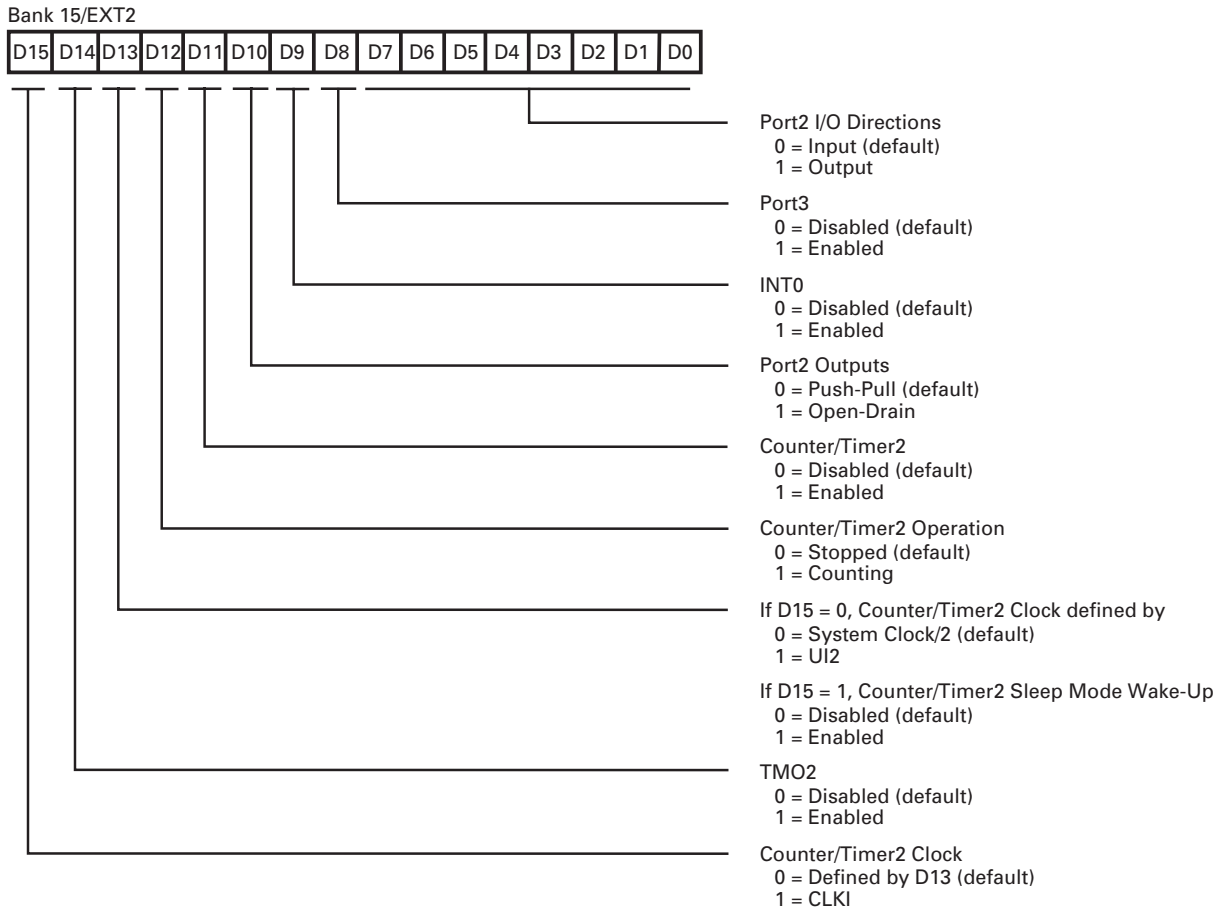 Bank 15/EXT2
D15 D14 D13 D12 D11 D10 D9 D8 D7 D6 D5 D4 D3 D2 D1 D0
Port2 I/O Directions
0 = Input (default)
1 = Output
Port3
0 = Disabled (default)
1 = Enabled
INT0
0 = Disabled (default)
1 = Enabled
Port2 Outputs
0 = Push-Pull (default)
1 = Open-Drain
Counter/Timer2
0 = Disabled (default)
1 = Enabled
Counter/Timer2 Operation
0 = Stopped (default)
1 = Counting
If D15 = 0, Counter/Timer2 Clock defined by
0 = System Clock/2 (default)
1 = UI2
If D15 = 1, Counter/Timer2 Sleep Mode Wake-Up
0 = Disabled (default)
1 = Enabled
TMO2
0 = Disabled (default)
1 = Enabled
Counter/Timer2 Clock
0 = Defined by D13 (default)
1 = CLKI